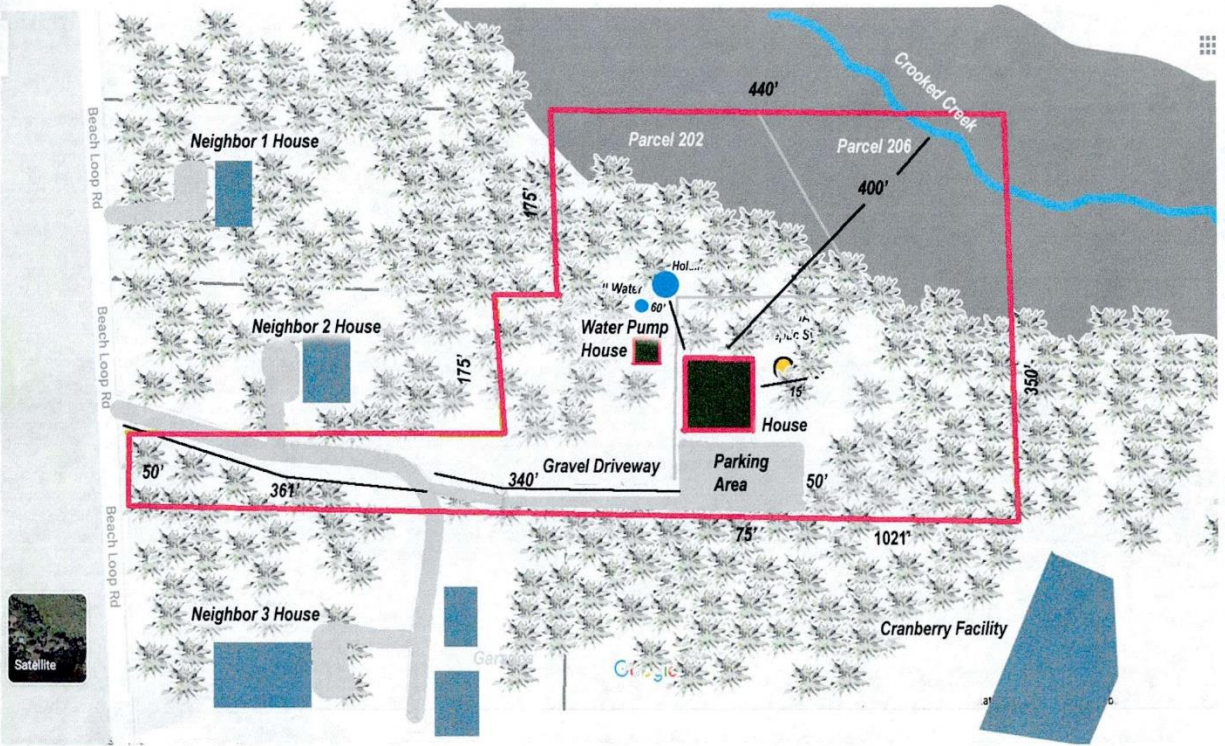 440'
Crooked Creek
Beach Loop Rd
Neighbor 1 House
Parcel 202
Parcel 206
175'
400'
Beach Loop Rd
Neighbor 2 House
Water
60'
Water Pump
House
175'
15'
350'
House
Gravel Driveway
Parking
Area
50'
340'
50'
361'
75'
1021'
Beach Loop Rd
Neighbor 3 House
Cranberry Facility
Satellite
Google